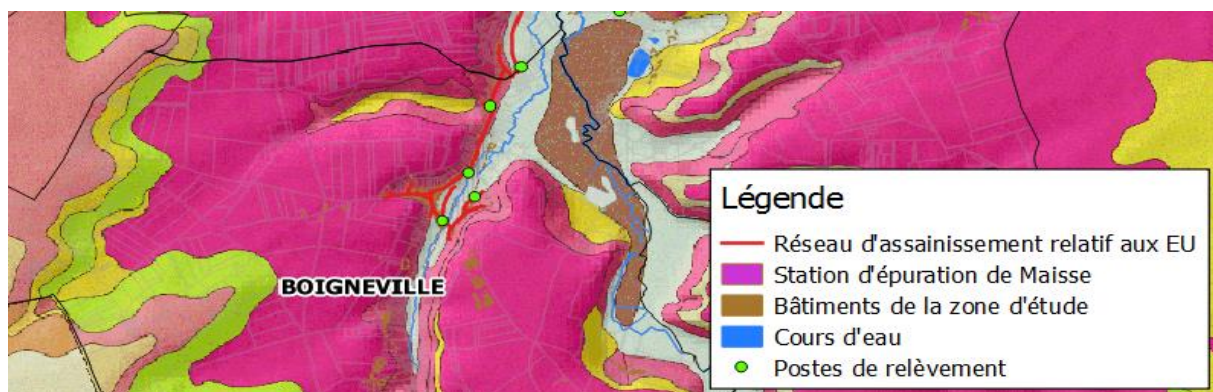 BOIGNEVILLE
Légende
Réseau d'assainissement relatif aux EU
Station d'épuration de Maisse
Bâtiments de la zone d'étude
Cours d'eau
Postes de relèvement